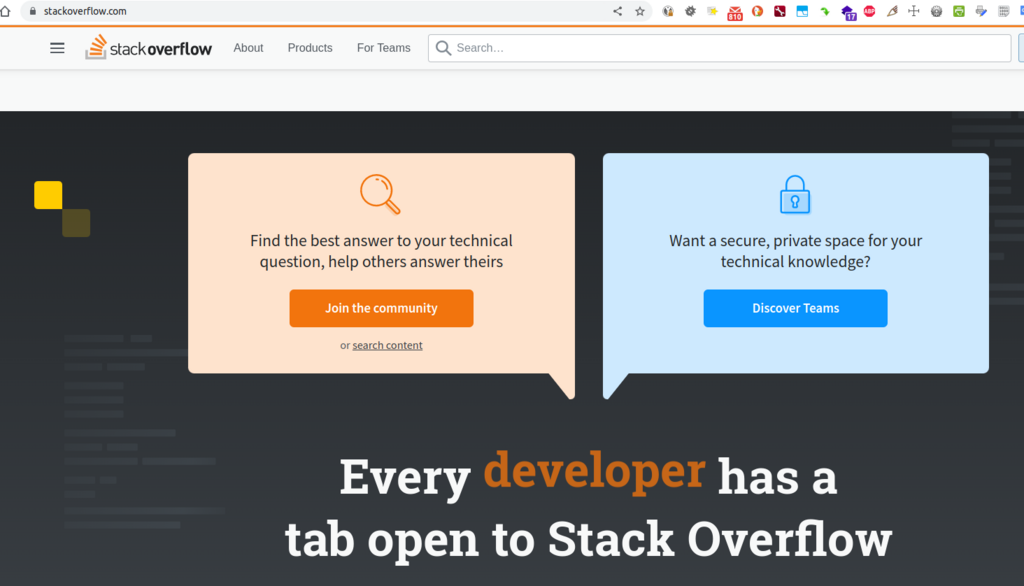 stackoverflow.com
810
17
ABP
stackoverflow
About
Products
For Teams
Search...
Find the best answer to your technical
question, help others answer theirs
Join the community
or search content
Want a secure, private space for your
technical knowledge?
Discover Teams
Every developer has a
tab open to Stack Overflow